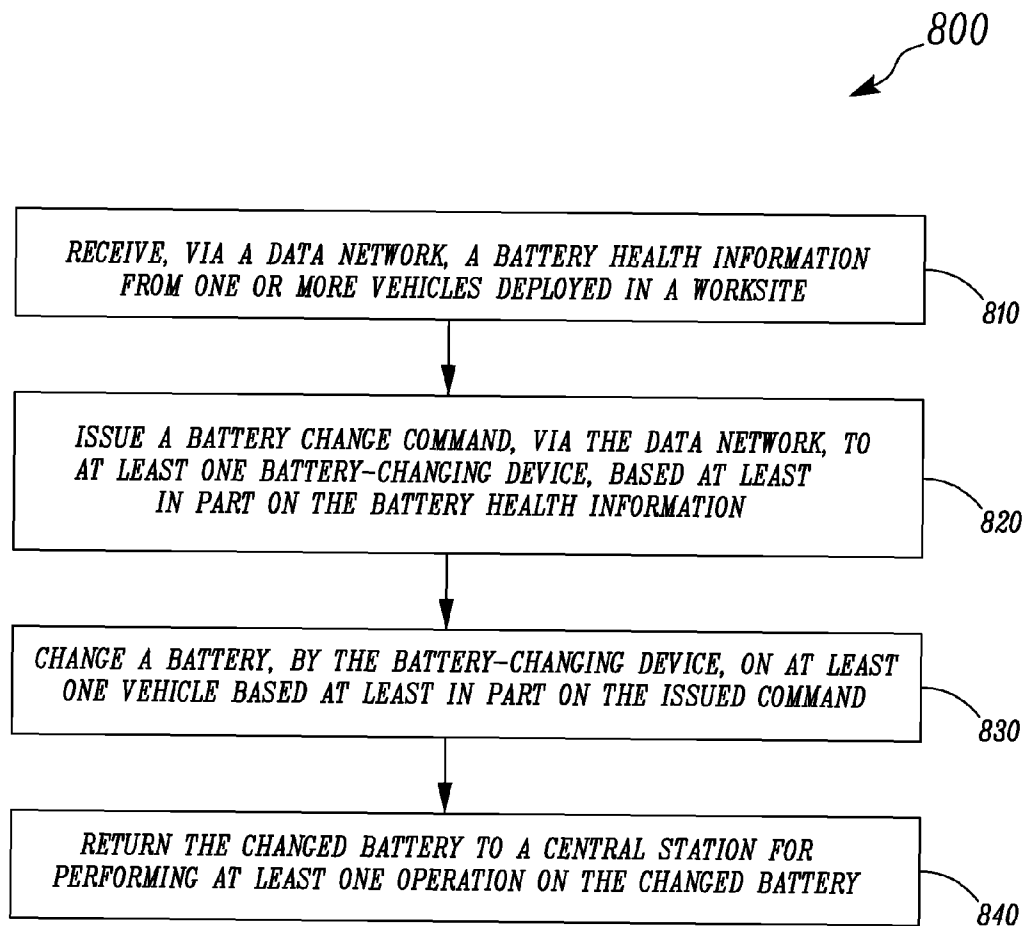 800
RECEIVE, VIA A DATA NETWORK, A BATTERY HEALTH INFORMATION
FROM ONE OR MORE VEHICLES DEPLOYED IN A WORKSITE
810
ISSUE A BATTERY CHANGE COMMAND, VIA THE DATA NETWORK, TO
AT LEAST ONE BATTERY-CHANGING DEVICE, BASED AT LEAST
IN PART ON THE BATTERY HEALTH INFORMATION
820
CHANGE A BATTERY, BY THE BATTERY-CHANGING DEVICE, ON AT LEAST
ONE VEHICLE BASED AT LEAST IN PART ON THE ISSUED COMMAND
830
RETURN THE CHANGED BATTERY TO A CENTRAL STATION FOR
PERFORMING AT LEAST ONE OPERATION ON THE CHANGED BATTERY
840